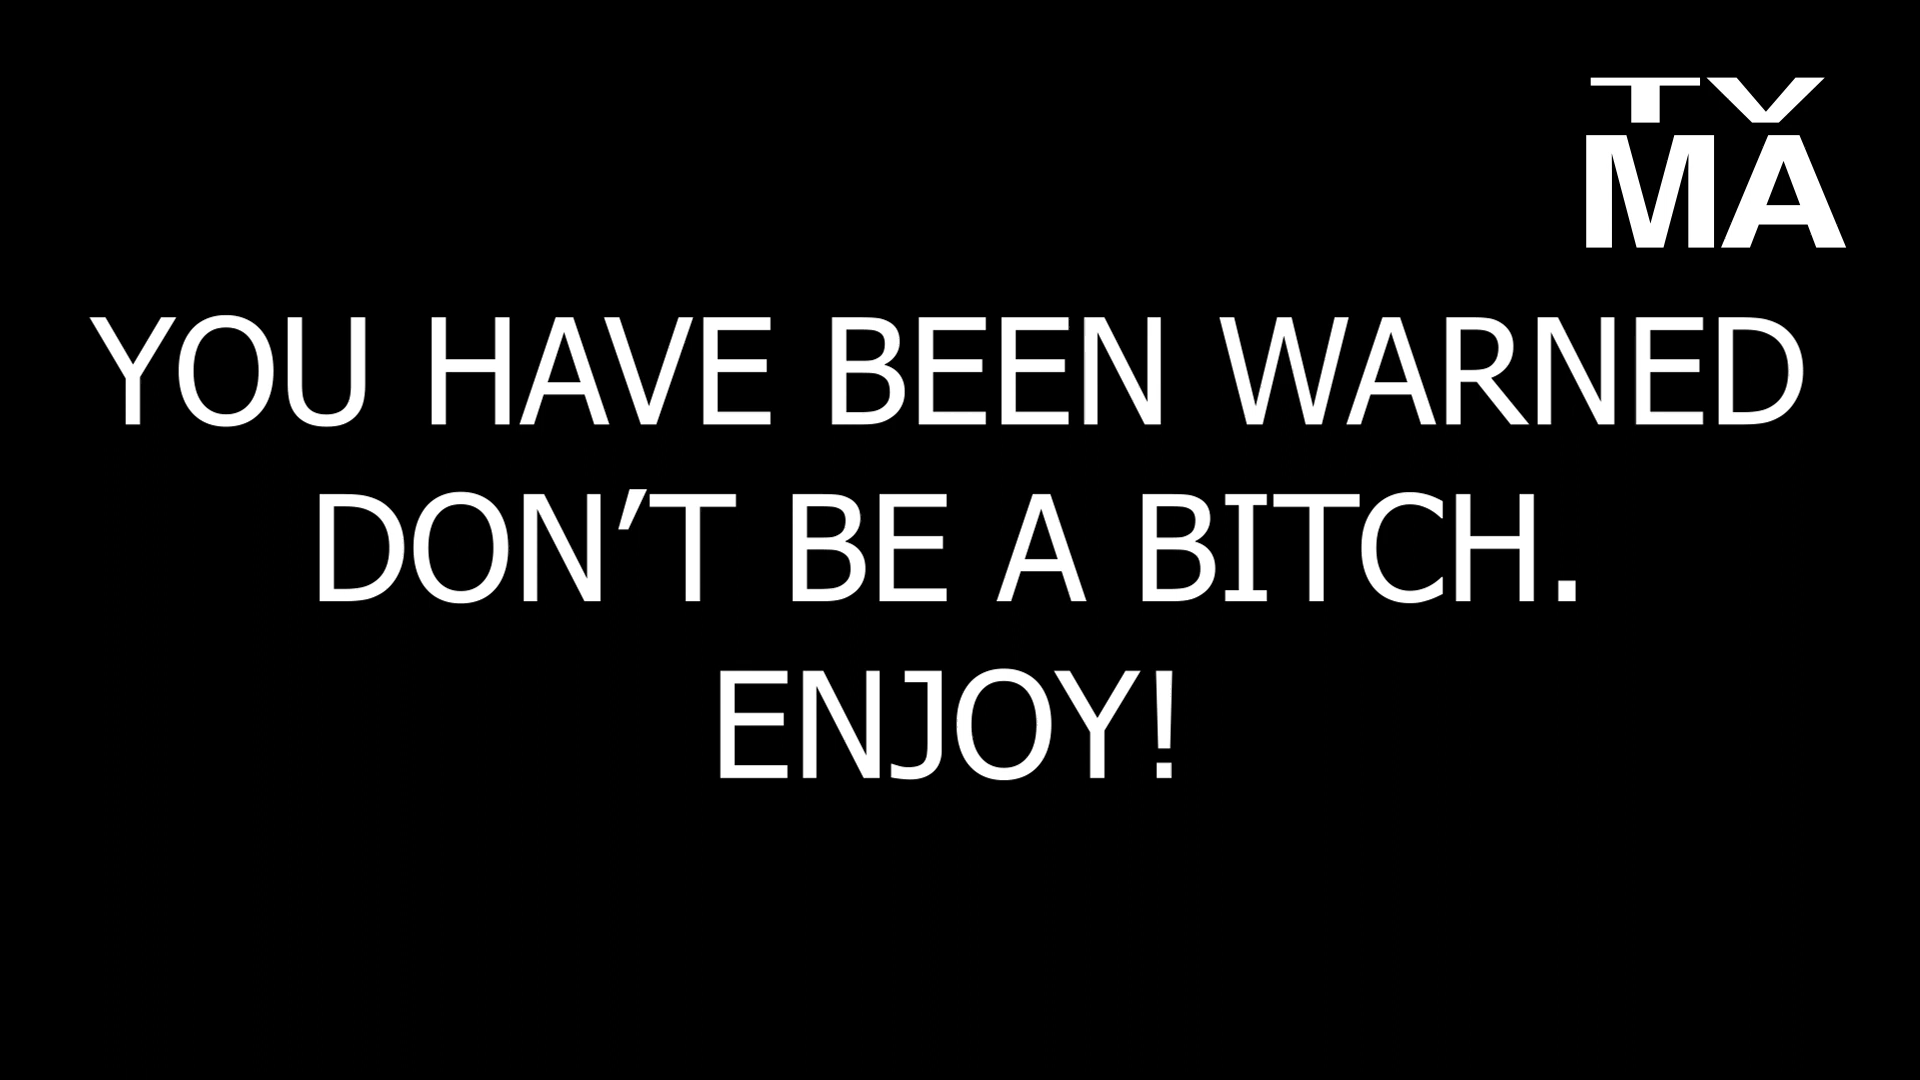 TV
MA
YOU HAVE BEEN WARNED
DON’T BE A BITCH.
ENJOY!